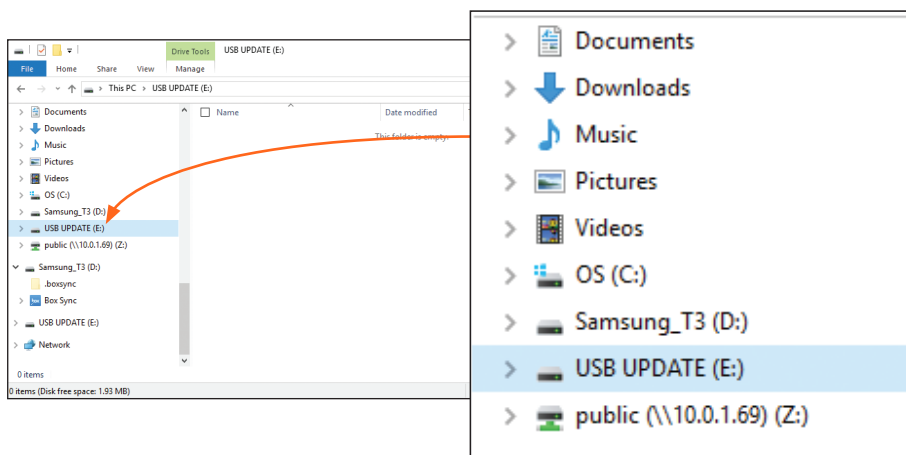 Drive Tools USB UPDATE (E:)
File Home Share View Manage
This PC > USB UPDATE (E:)
Name Date modified
This folder is empty.
Documents
Downloads
Music
Pictures
Videos
OS (C:)
Samsung_T3 (D:)
USB UPDATE (E:)
public (\\10.0.1.69) (Z:)
Samsung_T3 (D:)
.boxsync
Box Sync
USB UPDATE (E:)
Network
0 items
0 items (Disk free space: 1.93 MB)
Documents
Downloads
Music
Pictures
Videos
OS (C:)
Samsung_T3 (D:)
USB UPDATE (E:)
public (\\10.0.1.69) (Z:)